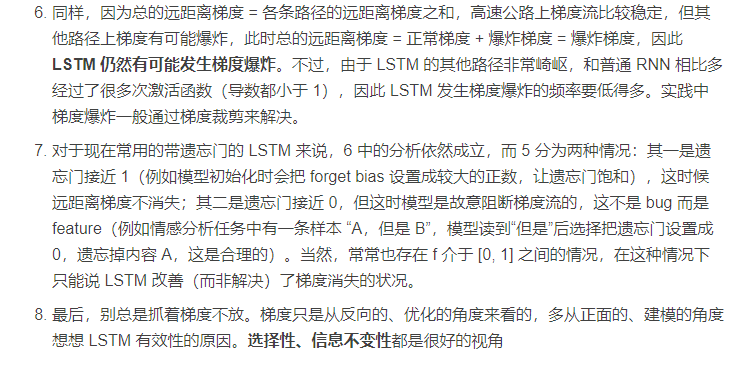 6. 同样，因为总的远距离梯度 = 各条路径的远距离梯度之和，高速公路上梯度流比较稳定，但其
他路径上梯度有可能爆炸，此时总的远距离梯度 = 正常梯度 + 爆炸梯度 = 爆炸梯度，因此
LSTM 仍然有可能发生梯度爆炸。不过，由于 LSTM 的其他路径非常崎岖，和普通 RNN 相比多
经过了很多次激活函数（导数都小于 1），因此 LSTM 发生梯度爆炸的频率要低得多。实践中
梯度爆炸一般通过梯度裁剪来解决。
7. 对于现在常用的带遗忘门的 LSTM 来说，6 中的分析依然成立，而 5 分为两种情况：其一是遗
忘门接近 1（例如模型初始化时会把 forget bias 设置成较大的正数，让遗忘门饱和），这时候
远距离梯度不消失；其二是遗忘门接近 0，但这时模型是故意阻断梯度流的，这不是 bug 而是
feature（例如情感分析任务中有一条样本 “A，但是 B”，模型读到“但是”后选择把遗忘门设置成
0，遗忘掉内容 A，这是合理的）。当然，常常也存在 f 介于 [0, 1] 之间的情况，在这种情况下
只能说 LSTM 改善（而非解决）了梯度消失的状况。
8. 最后，别总是抓着梯度不放。梯度只是从反向的、优化的角度来看的，多从正面的、建模的角度
想想 LSTM 有效性的原因。选择性、信息不变性都是很好的视角